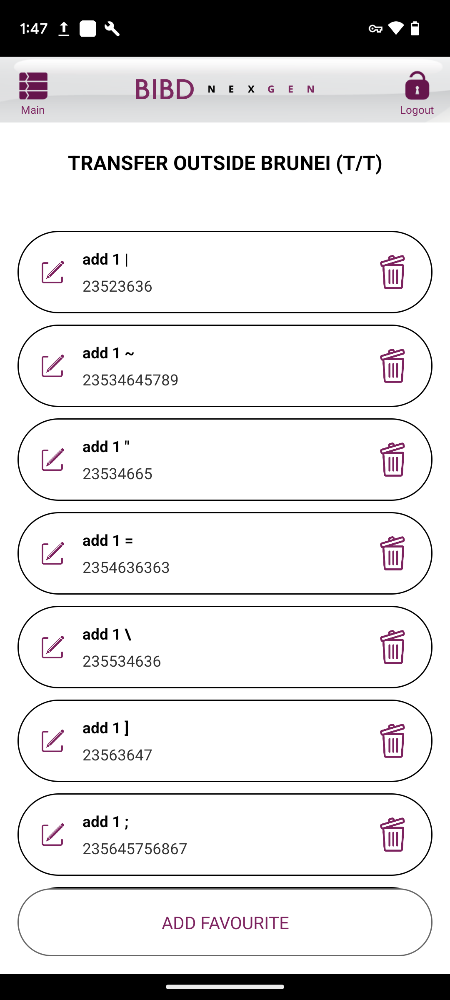 1:47
BIBD NEXGEN
Main
Logout
TRANSFER OUTSIDE BRUNEI (T/T)
add 1 |
23523636
add 1 ~
23534645789
add 1 "
23534665
add 1 =
2354636363
add 1 \
235534636
add 1 ]
23563647
add 1 ;
235645756867
ADD FAVOURITE